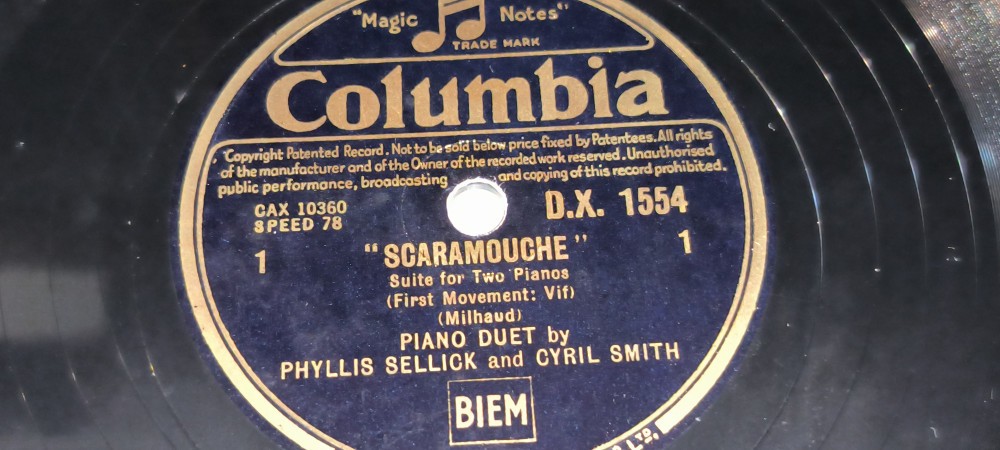 "Magic Notes"
TRADE MARK
Columbia
Copyright Patented Record. Not to be sold below price fixed by Patentees. All rights
of the manufacturer and of the Owner of the recorded work reserved. Unauthorised
public performance, broadcasting and copying of this record prohibited.
CAX 10360
SPEED 78
D.X. 1554
1
1
"SCARAMOUCHE"
Suite for Two Pianos
(First Movement: Vif)
(Milhaud)
PIANO DUET by
PHYLLIS SELLICK and CYRIL SMITH
BIEM
LTD.